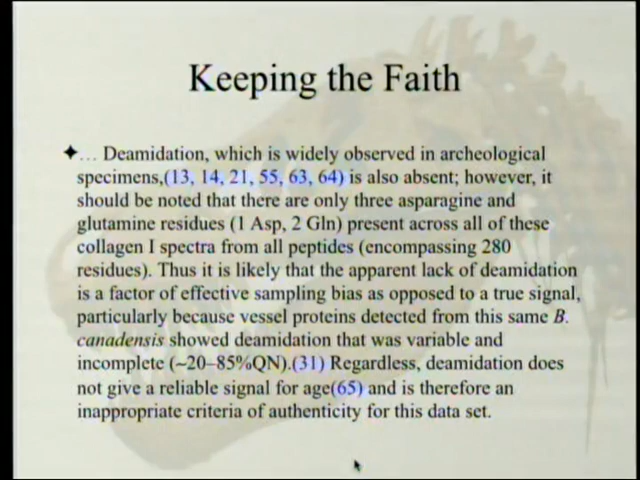 Keeping the Faith
✦… Deamidation, which is widely observed in archeological
specimens,(13, 14, 21, 55, 63, 64) is also absent; however, it
should be noted that there are only three asparagine and
glutamine residues (1 Asp, 2 Gln) present across all of these
collagen I spectra from all peptides (encompassing 280
residues). Thus it is likely that the apparent lack of deamidation
is a factor of effective sampling bias as opposed to a true signal,
particularly because vessel proteins detected from this same B.
canadensis showed deamidation that was variable and
incomplete (~20–85%QN).(31) Regardless, deamidation does
not give a reliable signal for age(65) and is therefore an
inappropriate criteria of authenticity for this data set.